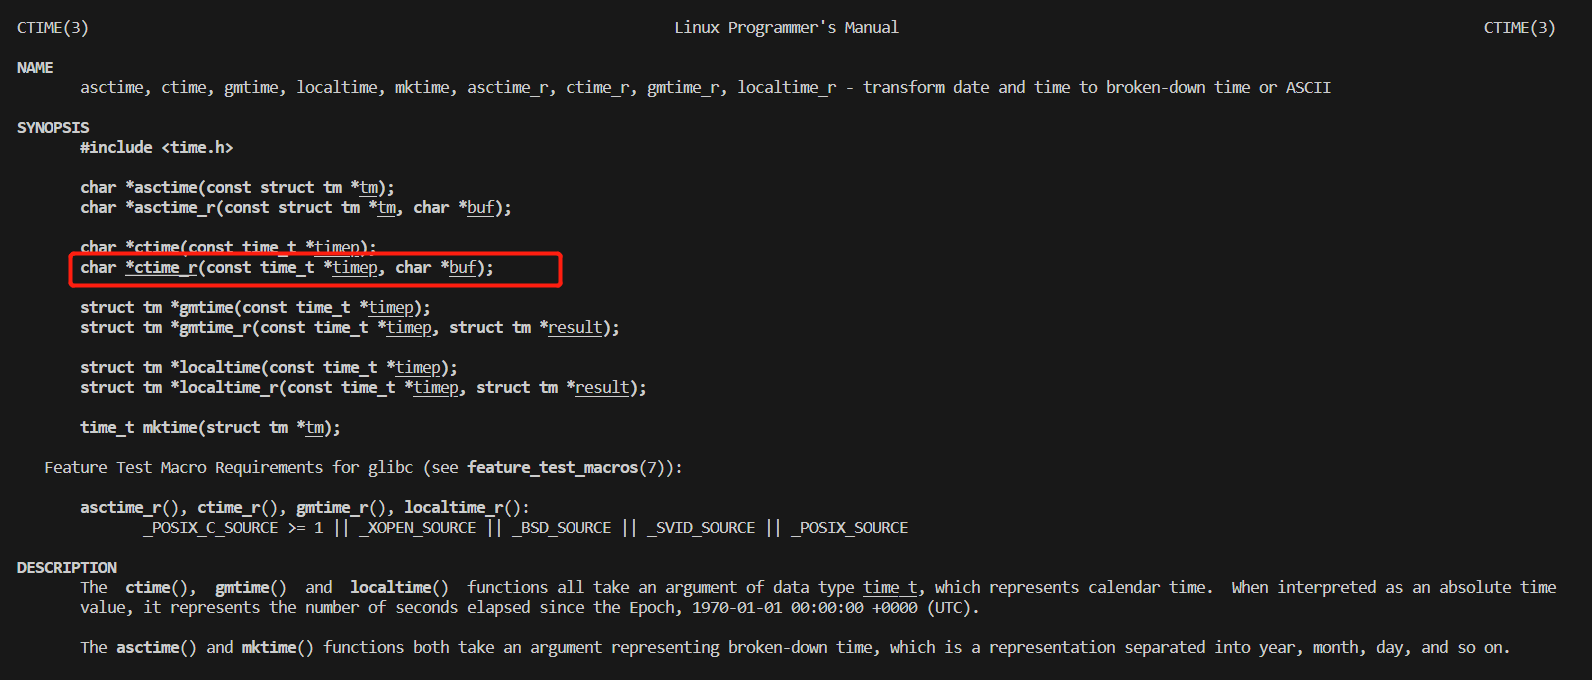 CTIME(3) Linux Programmer's Manual CTIME(3)
NAME
asctime, ctime, gmtime, localtime, mktime, asctime_r, ctime_r, gmtime_r, localtime_r - transform date and time to broken-down time or ASCII
SYNOPSIS
#include <time.h>
char *asctime(const struct tm *tm);
char *asctime_r(const struct tm *tm, char *buf);
char *ctime(const time_t *timep);
char *ctime_r(const time_t *timep, char *buf);
struct tm *gmtime(const time_t *timep);
struct tm *gmtime_r(const time_t *timep, struct tm *result);
struct tm *localtime(const time_t *timep);
struct tm *localtime_r(const time_t *timep, struct tm *result);
time_t mktime(struct tm *tm);
Feature Test Macro Requirements for glibc (see feature_test_macros(7)):
asctime_r(), ctime_r(), gmtime_r(), localtime_r():
_POSIX_C_SOURCE >= 1 || _XOPEN_SOURCE || _BSD_SOURCE || _SVID_SOURCE || _POSIX_SOURCE
DESCRIPTION
The ctime(), gmtime() and localtime() functions all take an argument of data type time_t, which represents calendar time. When interpreted as an absolute time
value, it represents the number of seconds elapsed since the Epoch, 1970-01-01 00:00:00 +0000 (UTC).
The asctime() and mktime() functions both take an argument representing broken-down time, which is a representation separated into year, month, day, and so on.